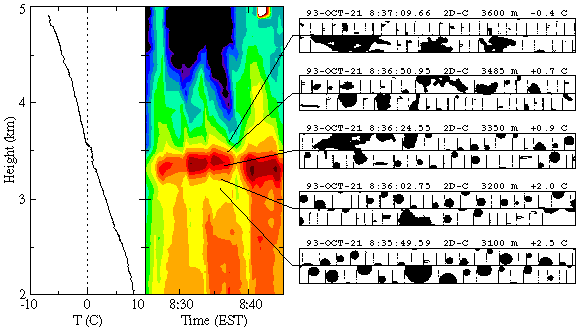 5
4
3
2
Height (km)
-10
0
10
T (C)
8:30
8:40
Time (EST)
93-OCT-21 8:37:09.66 2D-C 3600 m -0.4 C
93-OCT-21 8:36:50.95 2D-C 3485 m +0.7 C
93-OCT-21 8:36:24.55 2D-C 3350 m +0.9 C
93-OCT-21 8:36:02.75 2D-C 3200 m +2.0 C
93-OCT-21 8:35:49.59 2D-C 3100 m +2.5 C